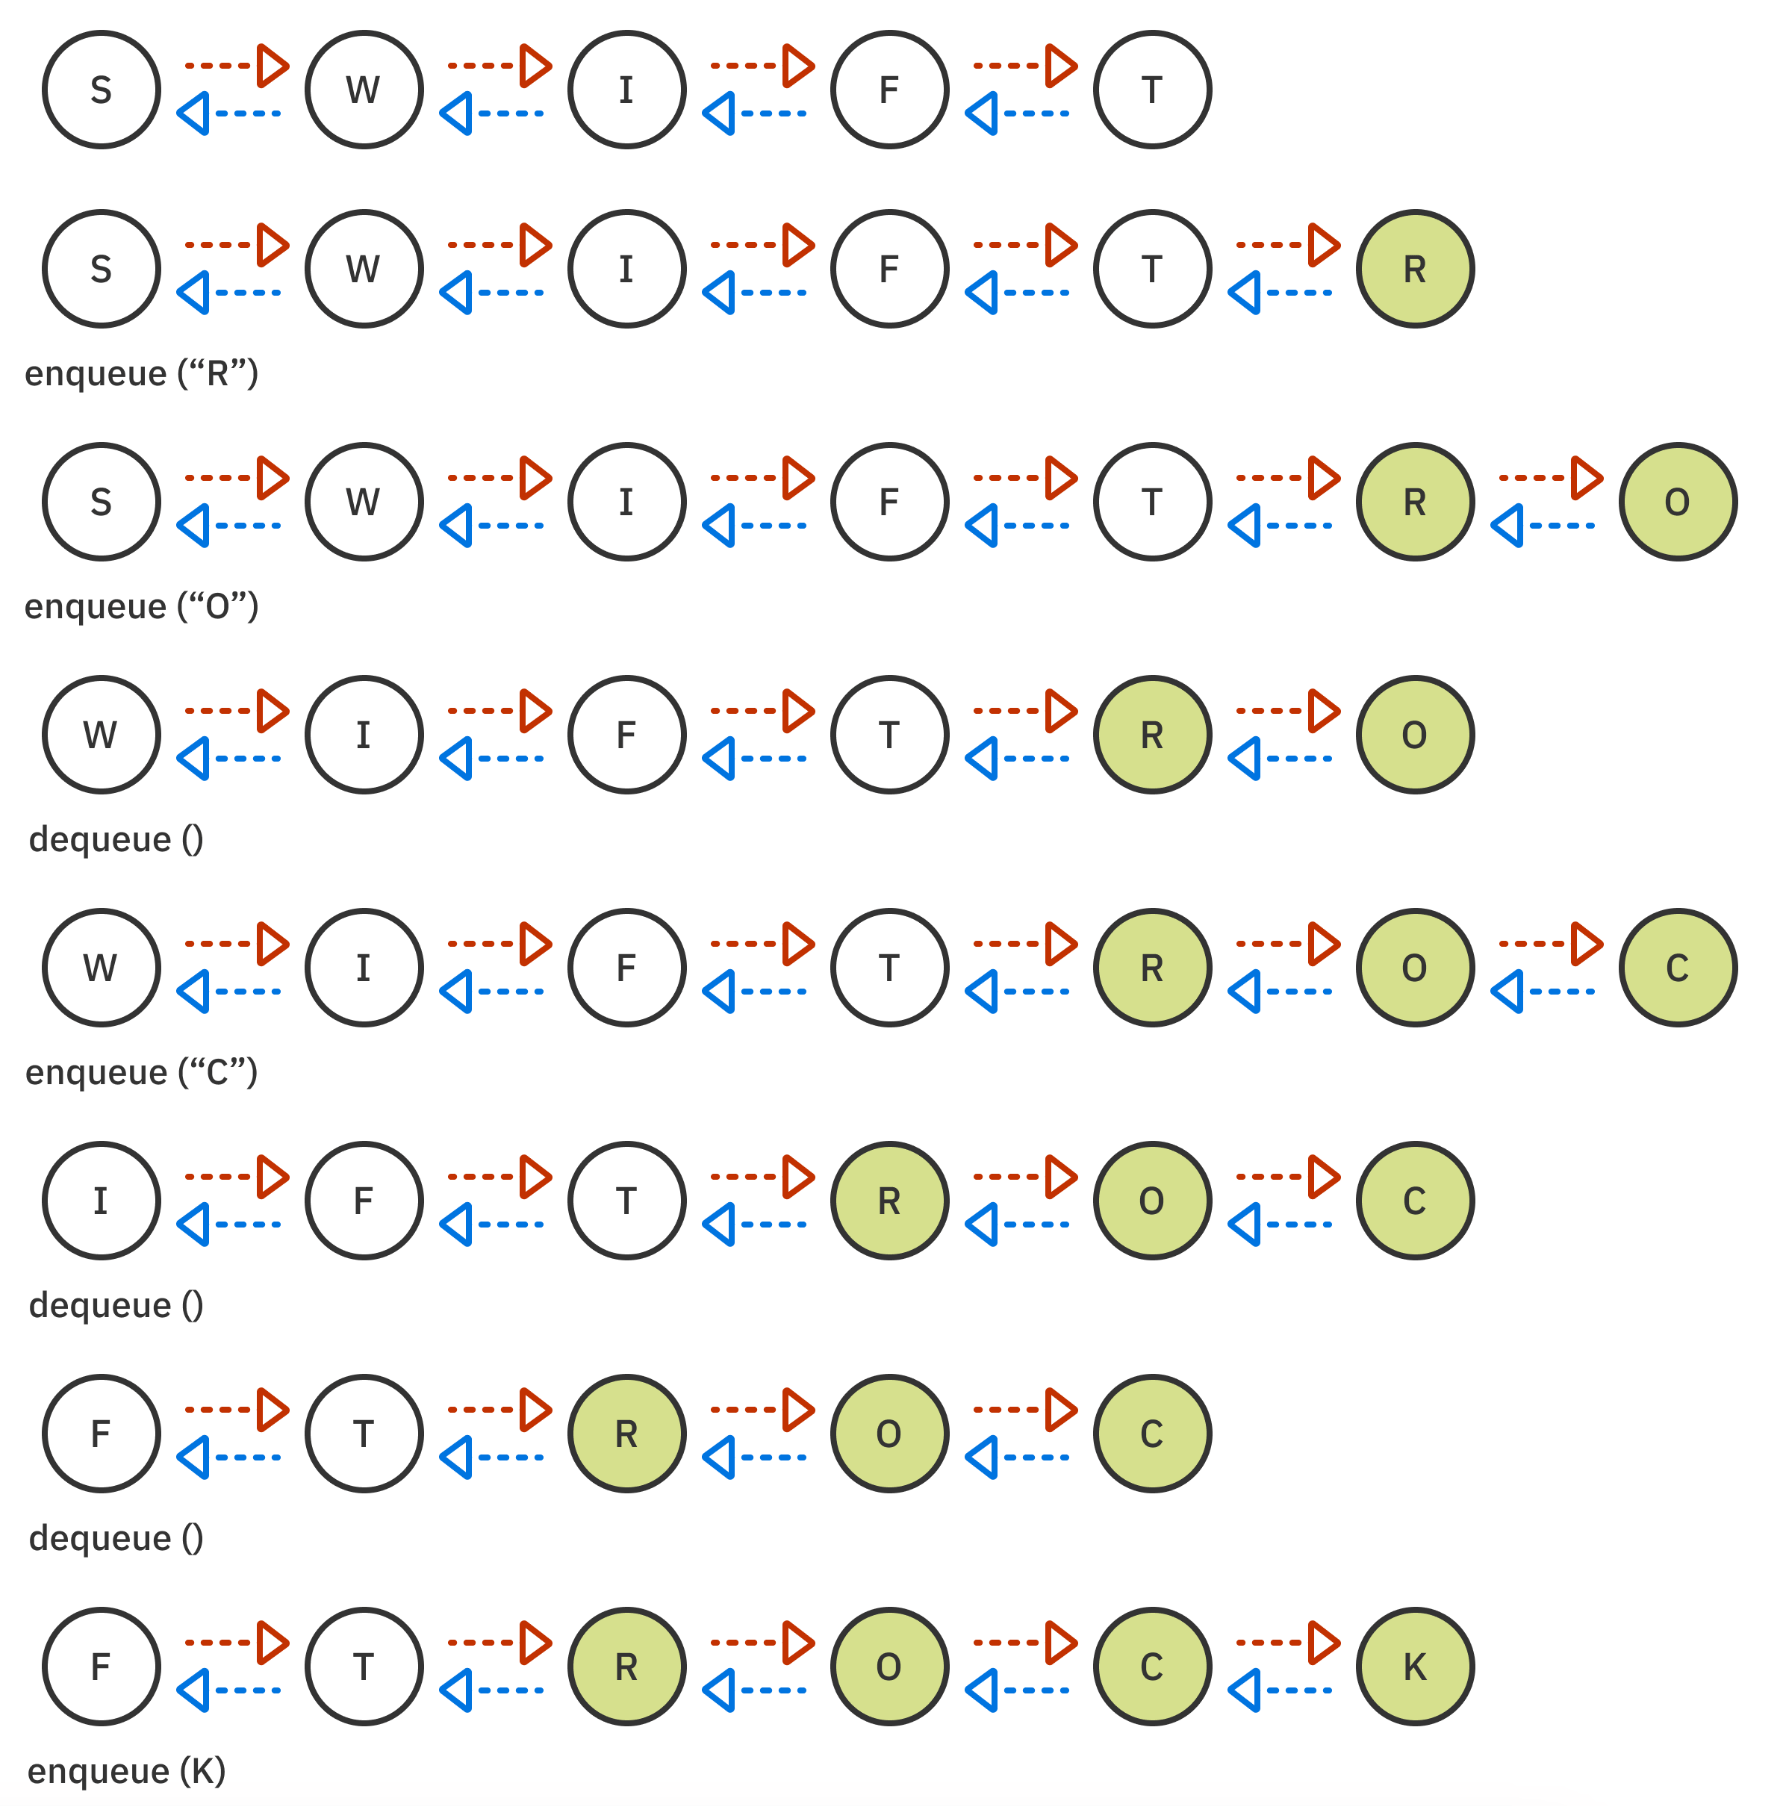 S W I F T
S W I F T R
enqueue (“R”)
S W I F T R O
enqueue (“O”)
W I F T R O
dequeue ()
W I F T R O C
enqueue (“C”)
I F T R O C
dequeue ()
F T R O C
dequeue ()
F T R O C K
enqueue (K)